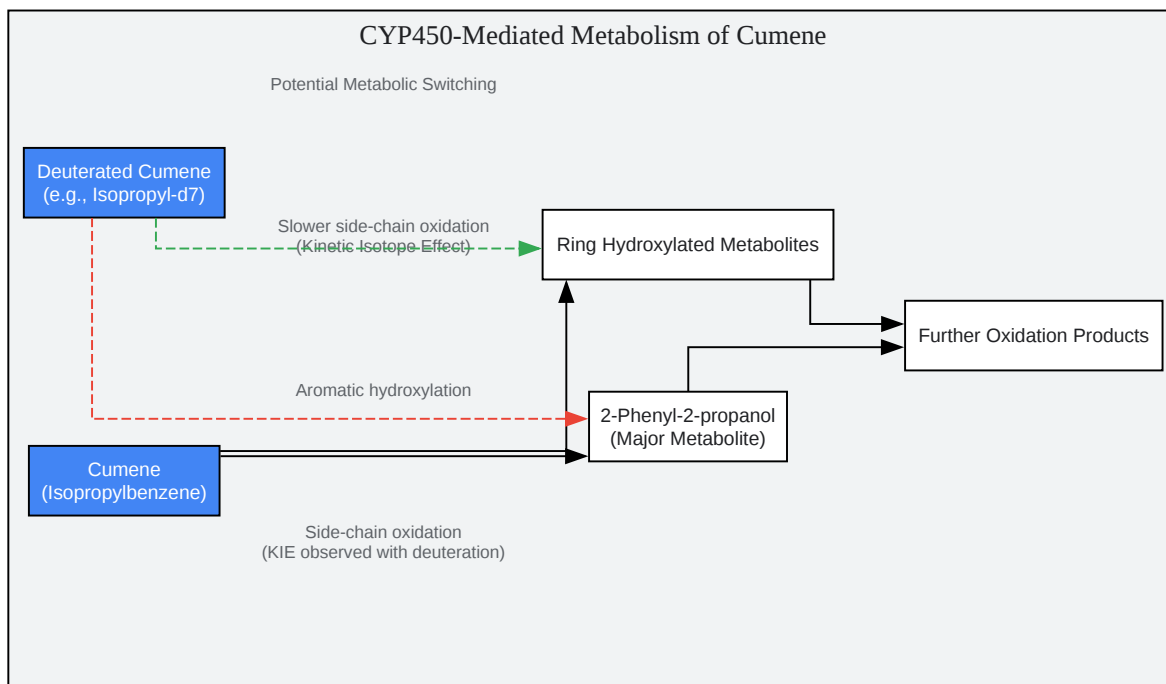 CYP450-Mediated Metabolism of Cumene
Potential Metabolic Switching
Deuterated Cumene
(e.g., Isopropyl-d7)
Slower side-chain oxidation
(Kinetic Isotope Effect)
Ring Hydroxylated Metabolites
Further Oxidation Products
Aromatic hydroxylation
2-Phenyl-2-propanol
(Major Metabolite)
Cumene
(Isopropylbenzene)
Side-chain oxidation
(KIE observed with deuteration)